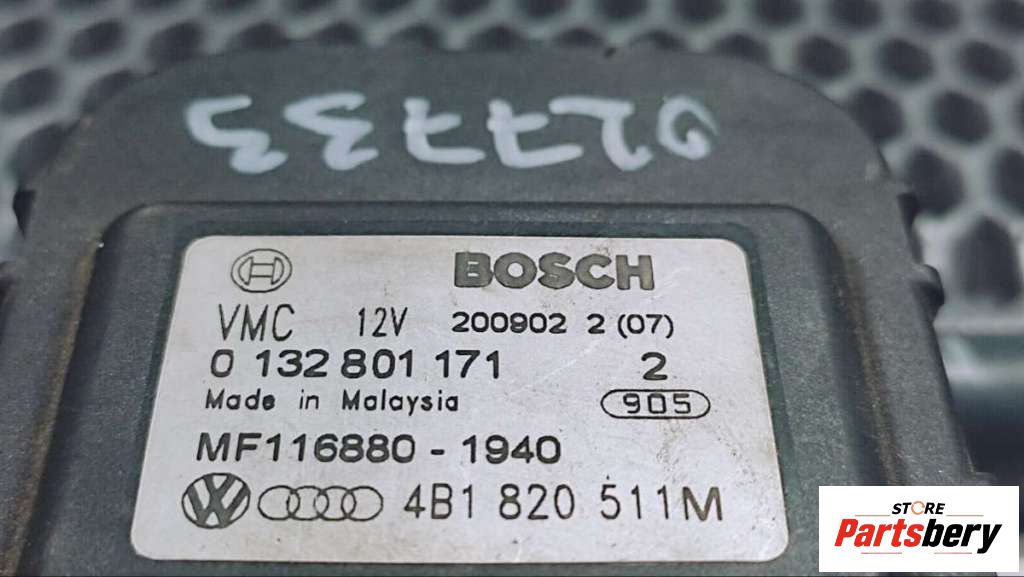 027733
BOSCH
VMC 12V 200902 2 (07)
0 132 801 171 2
Made in Malaysia 905
MF116880 - 1940
4B1 820 511M
STORE
Partsbery